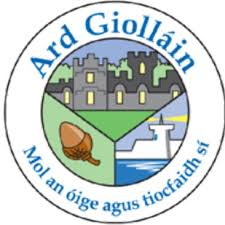 Ard Giolláin
Mol an óige agus tiocfaidh sí